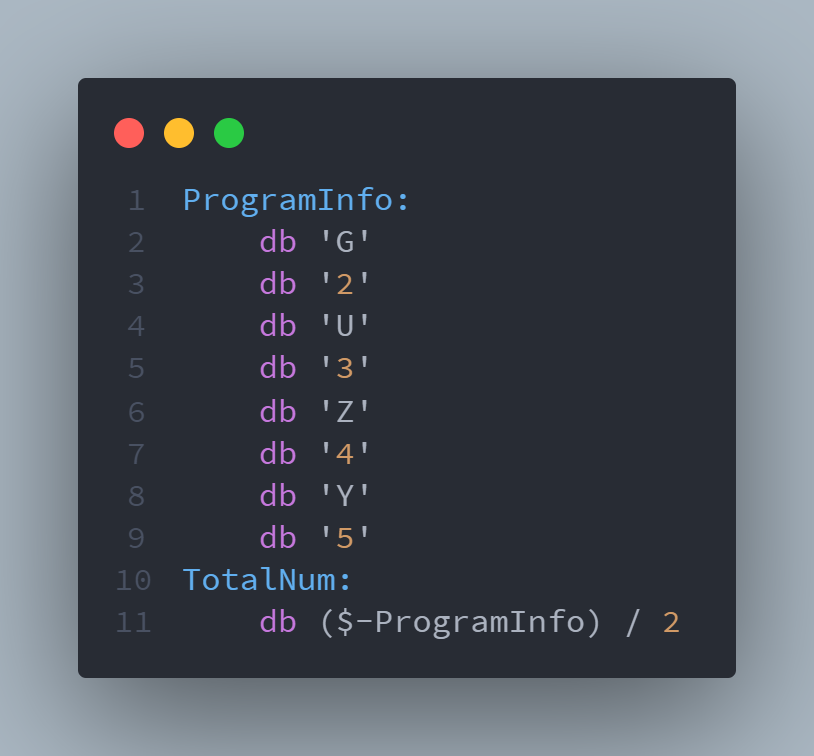 1 ProgramInfo:
2     db 'G'
3     db '2'
4     db 'U'
5     db '3'
6     db 'Z'
7     db '4'
8     db 'Y'
9     db '5'
10 TotalNum:
11     db ($-ProgramInfo) / 2